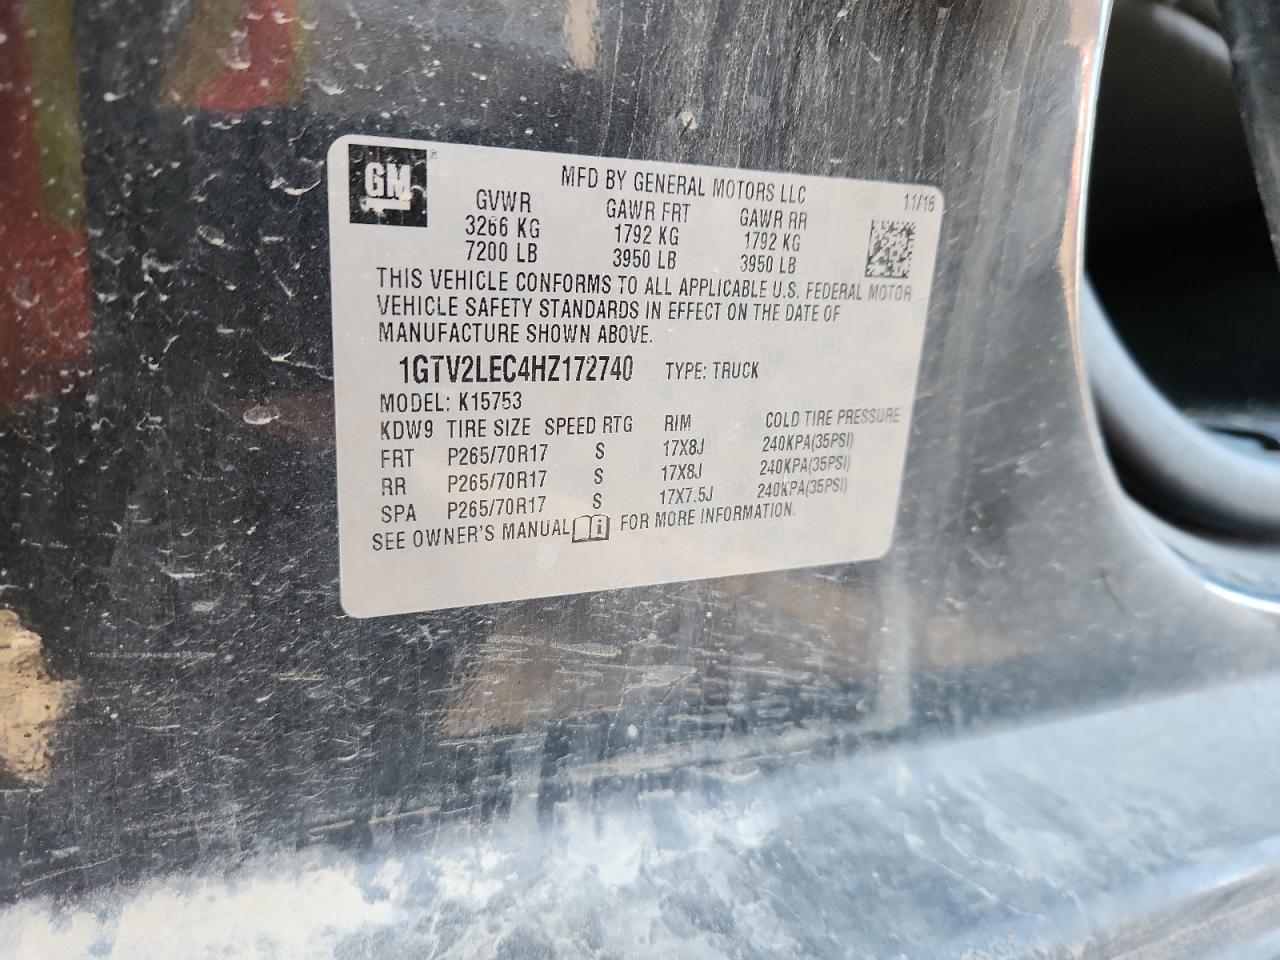 GM
MFD BY GENERAL MOTORS LLC 11/16
GVWR GAWR FRT GAWR RR
3266 KG 1792 KG 1792 KG
7200 LB 3950 LB 3950 LB
THIS VEHICLE CONFORMS TO ALL APPLICABLE U.S. FEDERAL MOTOR
VEHICLE SAFETY STANDARDS IN EFFECT ON THE DATE OF
MANUFACTURE SHOWN ABOVE.
1GTV2LEC4HZ172740 TYPE: TRUCK
MODEL: K15753
KDW9 TIRE SIZE SPEED RTG RIM COLD TIRE PRESSURE
FRT P265/70R17 S 17X8J 240KPA(35PSI)
RR P265/70R17 S 17X8J 240KPA(35PSI)
SPA P265/70R17 S 17X7.5J 240KPA(35PSI)
SEE OWNER'S MANUAL FOR MORE INFORMATION.